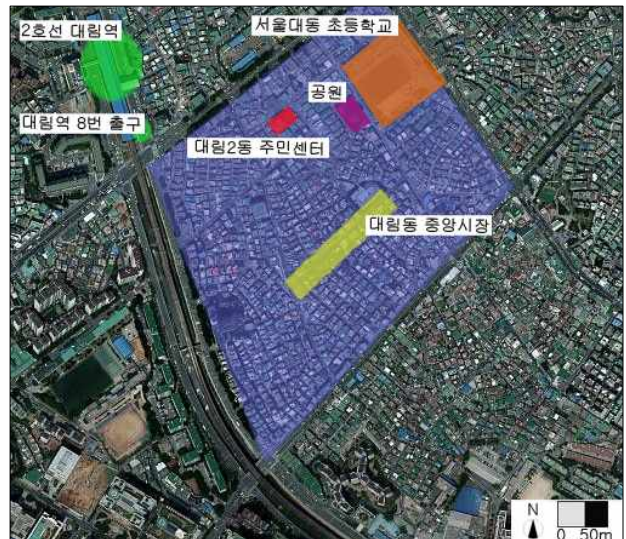 2호선 대림역
서울대동 초등학교
공원
대림역 8번 출구
대림2동 주민센터
대림동 중앙시장
N
0 50m